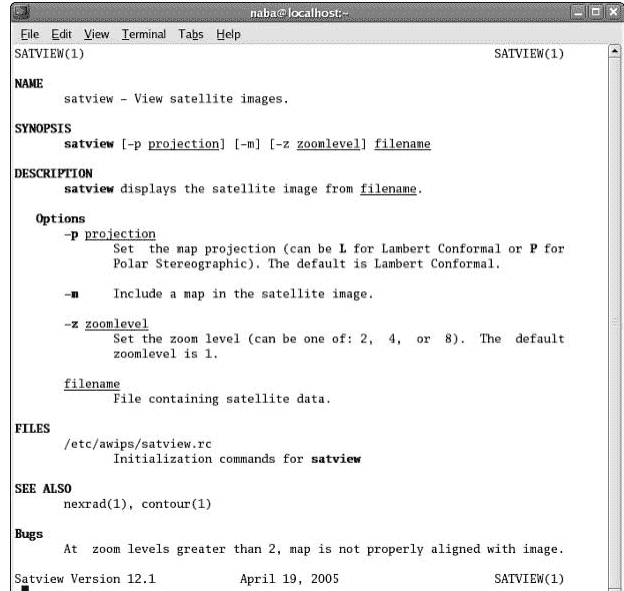 naba@localhost:~
File Edit View Terminal Tabs Help
SATVIEW(1) SATVIEW(1)
NAME
satview - View satellite images.
SYNOPSIS
satview [-p projection] [-m] [-z zoomlevel] filename
DESCRIPTION
satview displays the satellite image from filename.
Options
-p projection
Set the map projection (can be L for Lambert Conformal or P for
Polar Stereographic). The default is Lambert Conformal.
-m Include a map in the satellite image.
-z zoomlevel
Set the zoom level (can be one of: 2, 4, or 8). The default
zoomlevel is 1.
filename
File containing satellite data.
FILES
/etc/awips/satview.rc
Initialization commands for satview
SEE ALSO
nexrad(1), contour(1)
Bugs
At zoom levels greater than 2, map is not properly aligned with image.
Satview Version 12.1 April 19, 2005 SATVIEW(1)